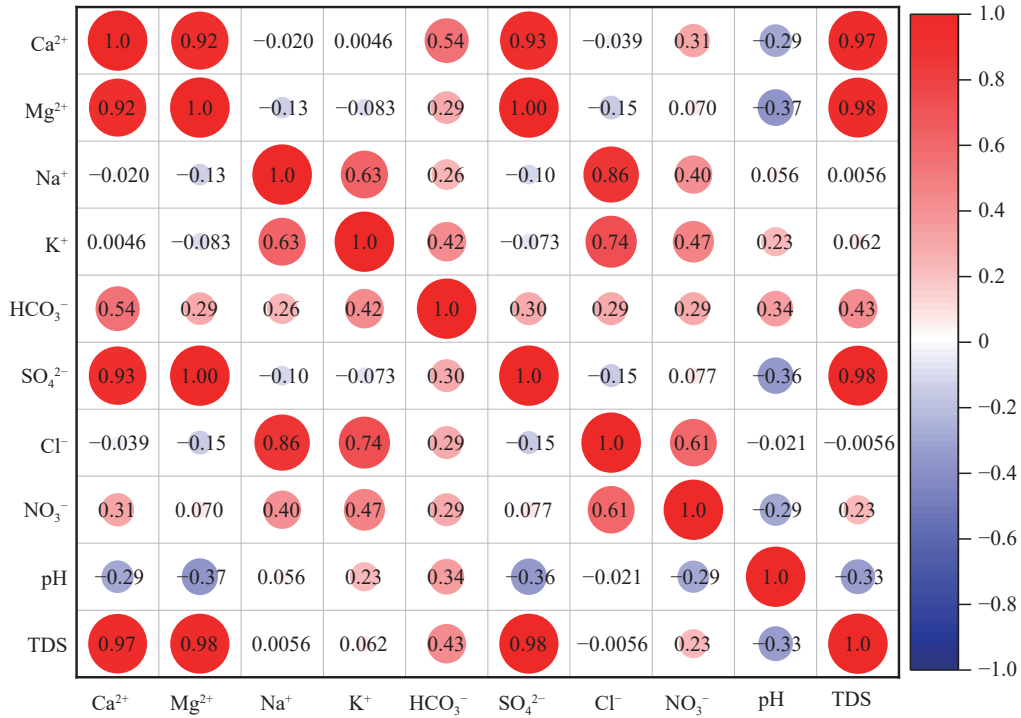 Ca²⁺ 1.0 0.92 −0.020 0.0046 0.54 0.93 −0.039 0.31 −0.29 0.97
Mg²⁺ 0.92 1.0 −0.13 −0.083 0.29 1.00 −0.15 0.070 −0.37 0.98
Na⁺ −0.020 −0.13 1.0 0.63 0.26 −0.10 0.86 0.40 0.056 0.0056
K⁺ 0.0046 −0.083 0.63 1.0 0.42 −0.073 0.74 0.47 0.23 0.062
HCO₃⁻ 0.54 0.29 0.26 0.42 1.0 0.30 0.29 0.29 0.34 0.43
SO₄²⁻ 0.93 1.00 −0.10 −0.073 0.30 1.0 −0.15 0.077 −0.36 0.98
Cl⁻ −0.039 −0.15 0.86 0.74 0.29 −0.15 1.0 0.61 −0.021 −0.0056
NO₃⁻ 0.31 0.070 0.40 0.47 0.29 0.077 0.61 1.0 −0.29 0.23
pH −0.29 −0.37 0.056 0.23 0.34 −0.36 −0.021 −0.29 1.0 −0.33
TDS 0.97 0.98 0.0056 0.062 0.43 0.98 −0.0056 0.23 −0.33 1.0
Ca²⁺ Mg²⁺ Na⁺ K⁺ HCO₃⁻ SO₄²⁻ Cl⁻ NO₃⁻ pH TDS
1.0
0.8
0.6
0.4
0.2
0
−0.2
−0.4
−0.6
−0.8
−1.0